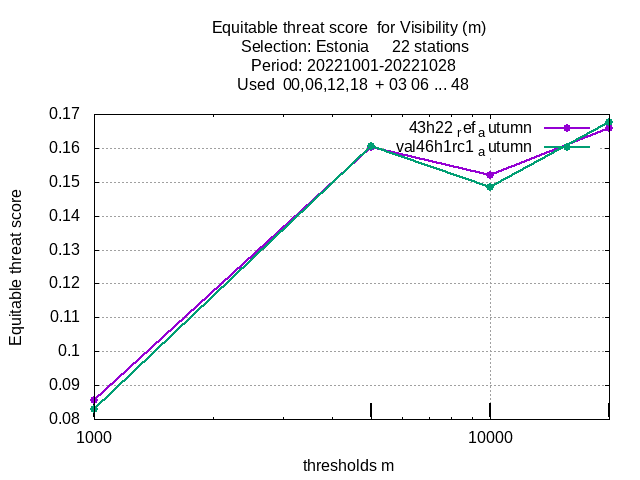 Equitable threat score  for Visibility (m)
Selection: Estonia     22 stations
Period: 20221001-20221028
Used  00,06,12,18  + 03 06 ... 48
0.17
0.16
0.15
0.14
0.13
0.12
0.11
0.1
0.09
0.08
Equitable threat score
43h22 ref autumn
val46h1rc1 autumn
1000
10000
thresholds m